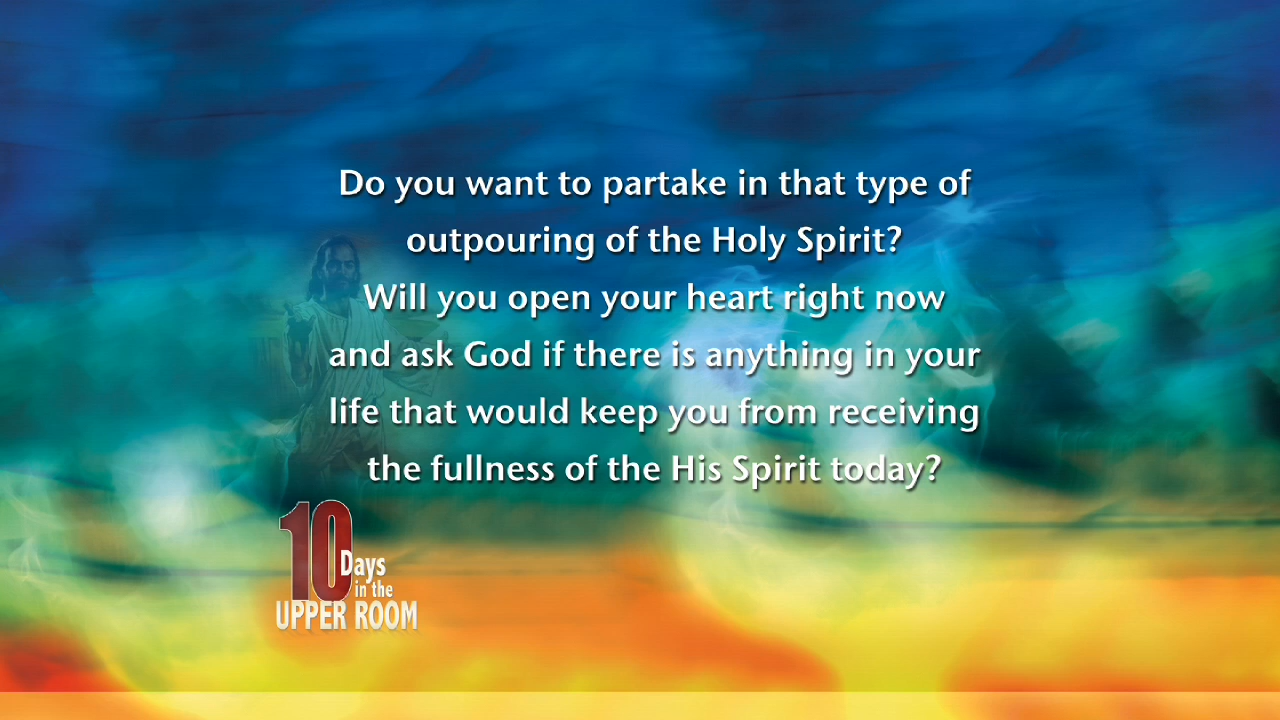 Do you want to partake in that type of
outpouring of the Holy Spirit?
Will you open your heart right now
and ask God if there is anything in your
life that would keep you from receiving
the fullness of the His Spirit today?
10
Days
in the
UPPER ROOM